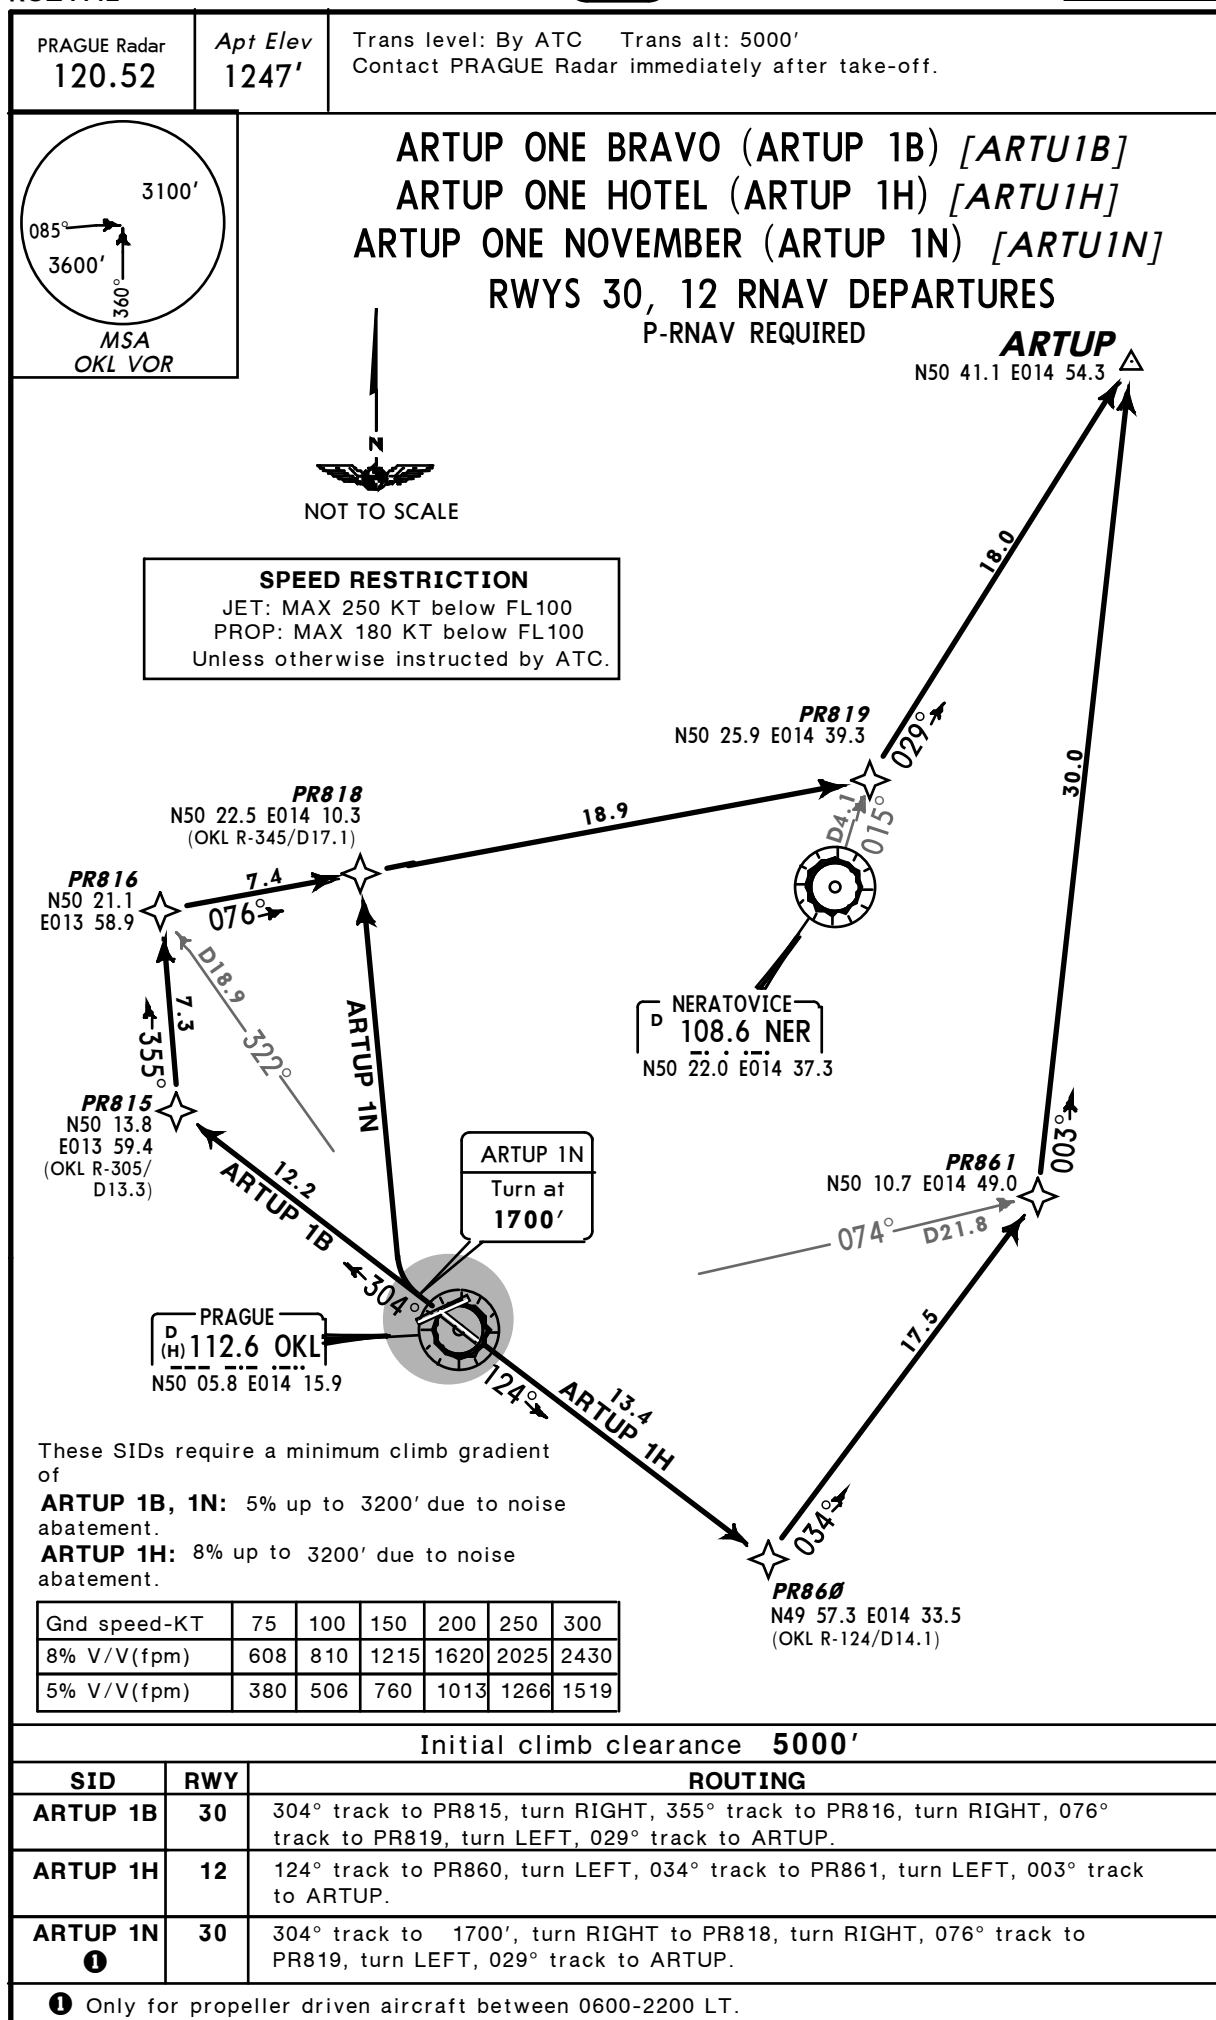 PRAGUE Radar
120.52
Apt Elev
1247'
Trans level: By ATC Trans alt: 5000'
Contact PRAGUE Radar immediately after take-off.
3100'
085°
3600'
360°
MSA
OKL VOR
ARTUP ONE BRAVO (ARTUP 1B) [ARTU1B]
ARTUP ONE HOTEL (ARTUP 1H) [ARTU1H]
ARTUP ONE NOVEMBER (ARTUP 1N) [ARTU1N]
RWYS 30, 12 RNAV DEPARTURES
P-RNAV REQUIRED
ARTUP
N50 41.1 E014 54.3
N
NOT TO SCALE
SPEED RESTRICTION
JET: MAX 250 KT below FL100
PROP: MAX 180 KT below FL100
Unless otherwise instructed by ATC.
18.0
30.0
PR819
N50 25.9 E014 39.3
029°
D4.1
015°
18.9
PR818
N50 22.5 E014 10.3
(OKL R-345/D17.1)
PR816
N50 21.1
E013 58.9
7.4
076°
D18.9
322°
7.3
355°
ARTUP 1N
NERATOVICE
D 108.6 NER
N50 22.0 E014 37.3
PR815
N50 13.8
E013 59.4
(OKL R-305/
D13.3)
12.2
ARTUP 1B
304°
ARTUP 1N
Turn at
1700'
003°
PR861
N50 10.7 E014 49.0
074°
D21.8
17.5
PRAGUE
D
(H) 112.6 OKL
N50 05.8 E014 15.9
124°
13.4
ARTUP 1H
034°
PR860
N49 57.3 E014 33.5
(OKL R-124/D14.1)
These SIDs require a minimum climb gradient
of
ARTUP 1B, 1N: 5% up to 3200' due to noise
abatement.
ARTUP 1H: 8% up to 3200' due to noise
abatement.
Gnd speed-KT 75 100 150 200 250 300
8% V/V(fpm) 608 810 1215 1620 2025 2430
5% V/V(fpm) 380 506 760 1013 1266 1519
Initial climb clearance 5000'
SID RWY ROUTING
ARTUP 1B 30 304° track to PR815, turn RIGHT, 355° track to PR816, turn RIGHT, 076°
track to PR819, turn LEFT, 029° track to ARTUP.
ARTUP 1H 12 124° track to PR860, turn LEFT, 034° track to PR861, turn LEFT, 003° track
to ARTUP.
ARTUP 1N 30 304° track to 1700', turn RIGHT to PR818, turn RIGHT, 076° track to
❶ PR819, turn LEFT, 029° track to ARTUP.
❶ Only for propeller driven aircraft between 0600-2200 LT.